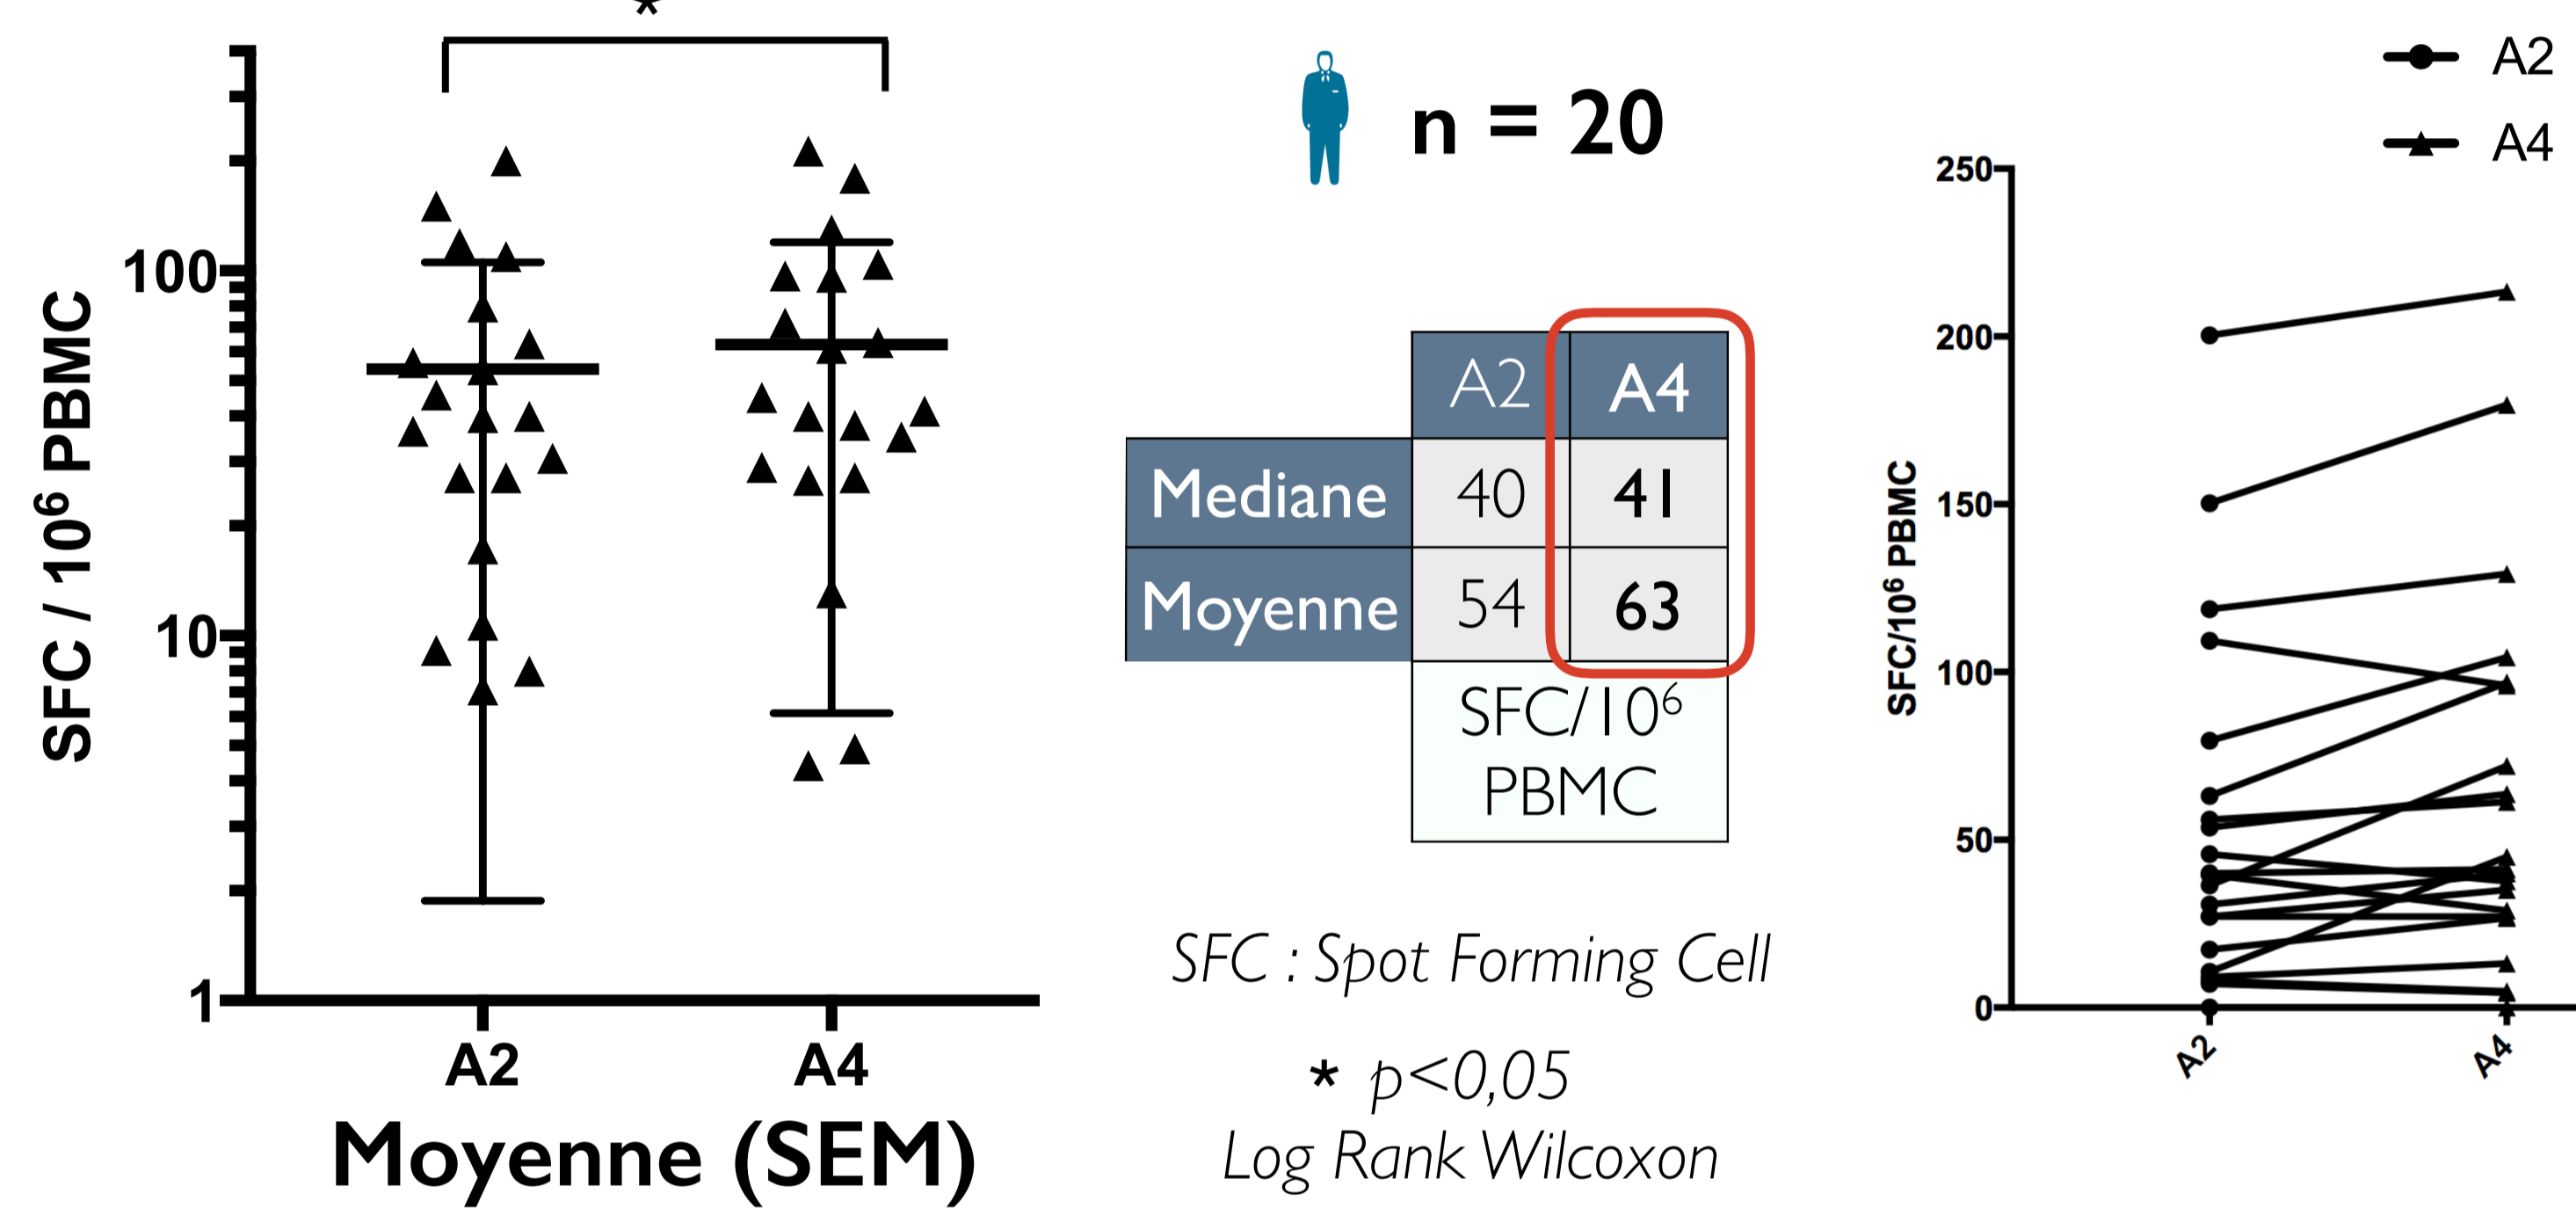 *
SFC / 10⁶ PBMC
100
10
1
A2 A4
Moyenne (SEM)
n = 20
A2 A4
Mediane 40 41
Moyenne 54 63
SFC/10⁶
PBMC
SFC : Spot Forming Cell
* p<0,05
Log Rank Wilcoxon
A2
A4
SFC/10⁶ PBMC
250
200
150
100
50
0
A2 A4